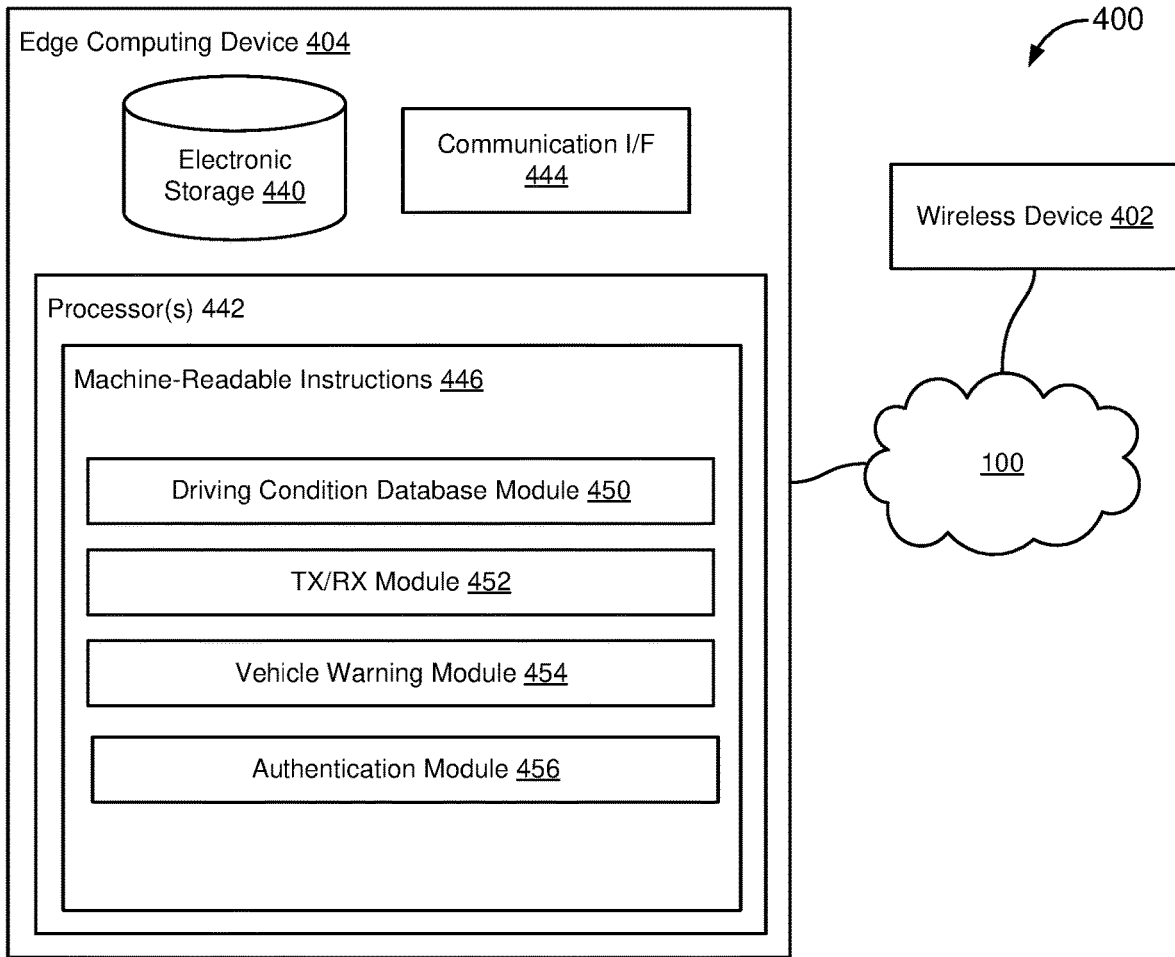 400
Edge Computing Device 404
Electronic
Storage 440
Communication I/F
444
Wireless Device 402
Processor(s) 442
Machine-Readable Instructions 446
Driving Condition Database Module 450
100
TX/RX Module 452
Vehicle Warning Module 454
Authentication Module 456